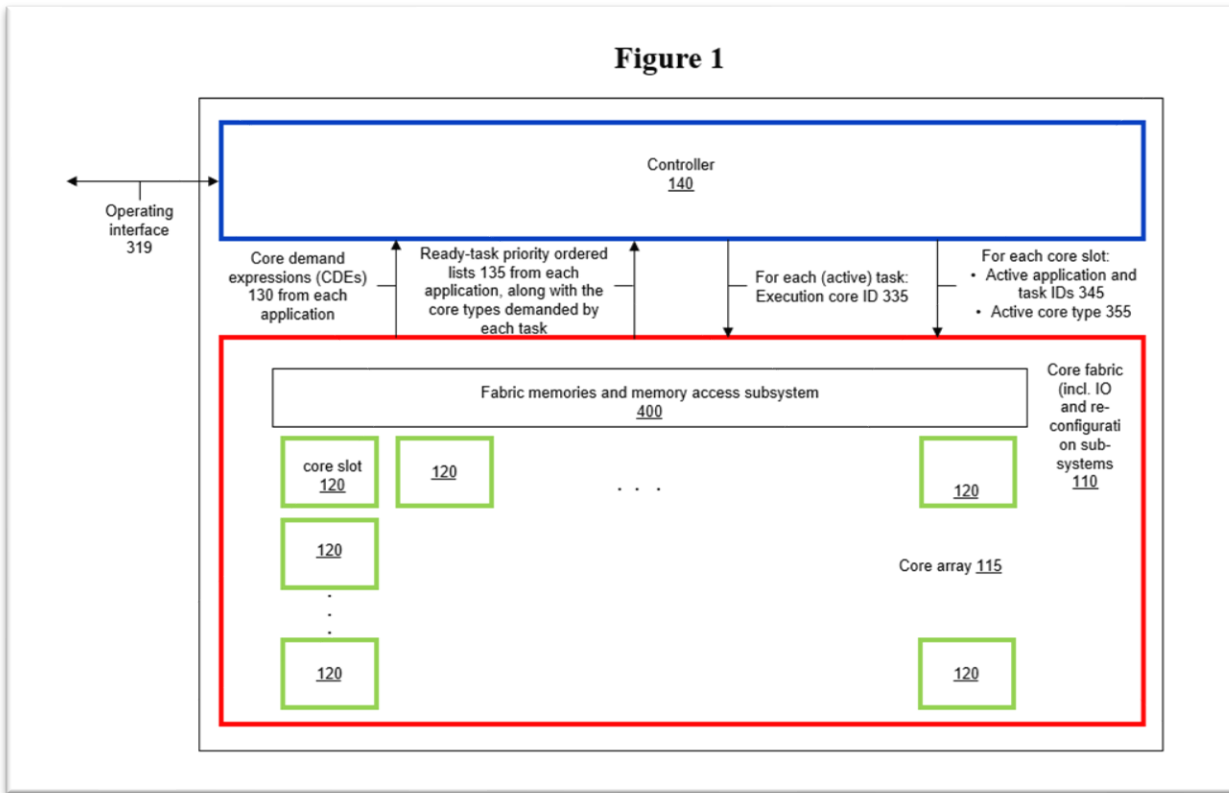 Figure 1
Controller
140
Operating
interface
319
Core demand
expressions (CDEs)
130 from each
application
Ready-task priority ordered
lists 135 from each
application, along with the
core types demanded by
each task
For each (active) task:
Execution core ID 335
For each core slot:
• Active application and
task IDs 345
• Active core type 355
Fabric memories and memory access subsystem
400
Core fabric
(incl. IO
and re-
configurati
on sub-
systems
110
core slot
120
120
. . .
120
120
Core array 115
.
.
.
120
120